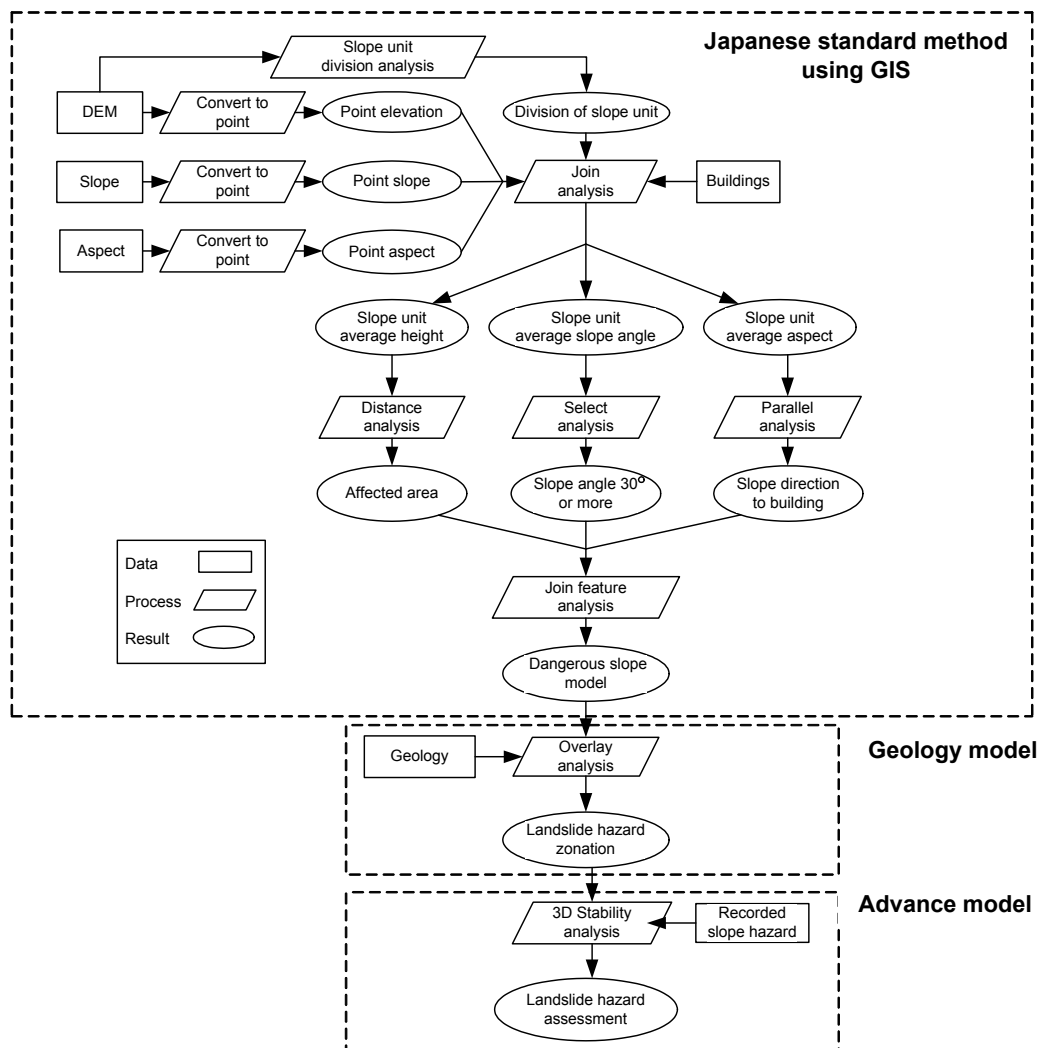 Japanese standard method
using GIS
Slope unit
division analysis
DEM
Convert to
point
Point elevation
Division of slope unit
Slope
Convert to
point
Point slope
Join
analysis
Buildings
Aspect
Convert to
point
Point aspect
Slope unit
average height
Slope unit
average slope angle
Slope unit
average aspect
Distance
analysis
Select
analysis
Parallel
analysis
Affected area
Slope angle 30°
or more
Slope direction
to building
Data
Process
Result
Join feature
analysis
Dangerous slope
model
Geology model
Geology
Overlay
analysis
Landslide hazard
zonation
Advance model
3D Stability
analysis
Recorded
slope hazard
Landslide hazard
assessment